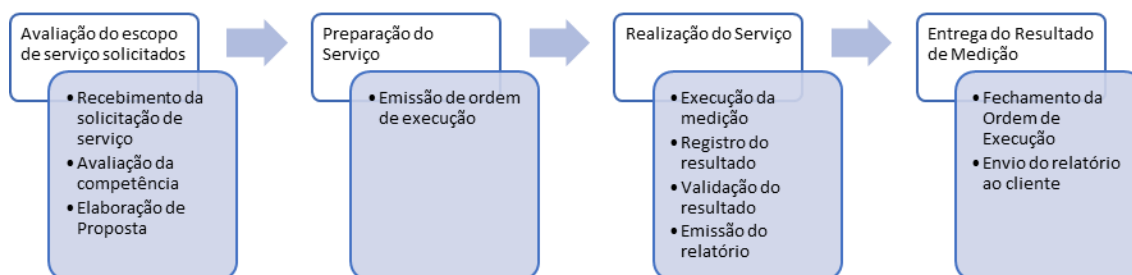 Avaliação do escopo
de serviço solicitados
• Recebimento da
solicitação de
serviço
• Avaliação da
competência
• Elaboração de
Proposta
Preparação do
Serviço
• Emissão de ordem
de execução
Realização do Serviço
• Execução da
medição
• Registro do
resultado
• Validação do
resultado
• Emissão do
relatório
Entrega do Resultado
de Medição
• Fechamento da
Ordem de
Execução
• Envio do relatório
ao cliente